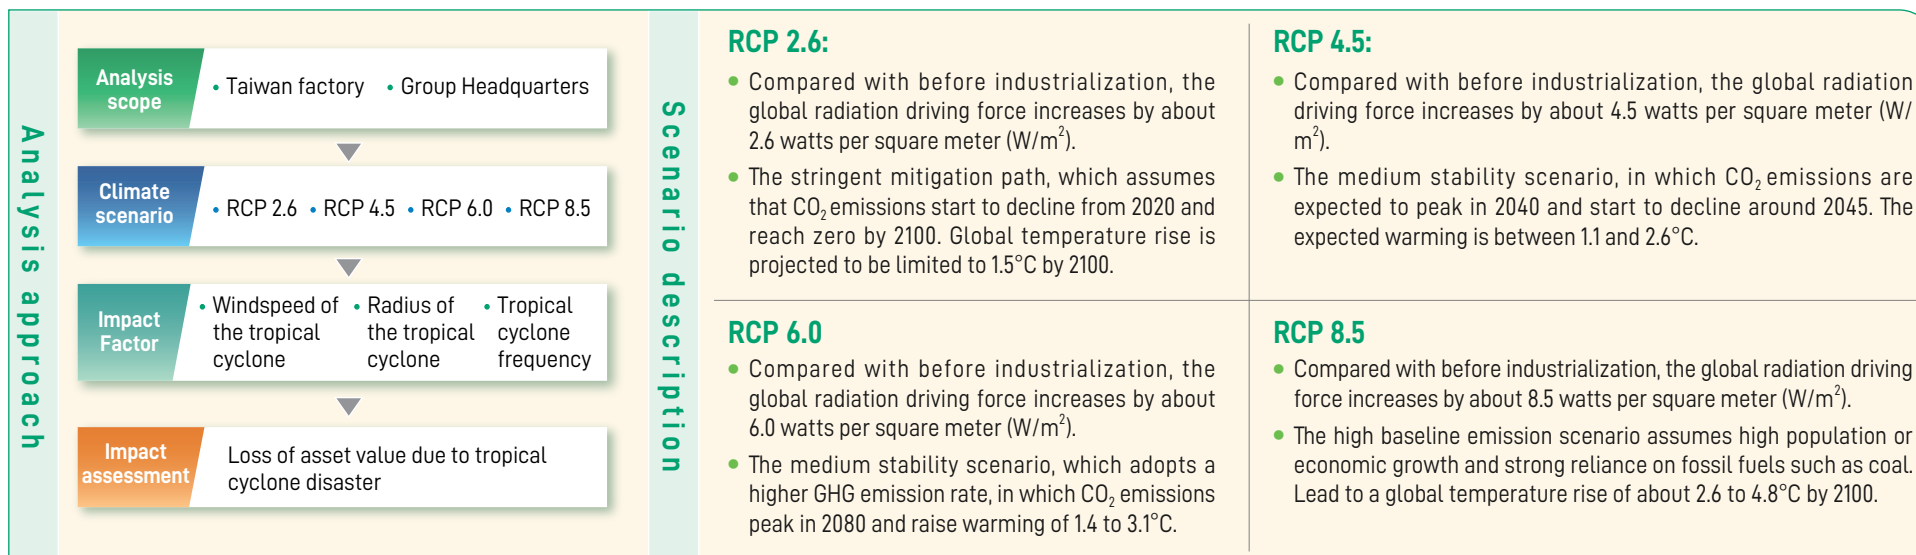 Analysis approach
Analysis
scope
• Taiwan factory • Group Headquarters
Climate
scenario
• RCP 2.6 • RCP 4.5 • RCP 6.0 • RCP 8.5
Impact
Factor
• Windspeed of
the tropical
cyclone
• Radius of
the tropical
cyclone
• Tropical
cyclone
frequency
Impact
assessment
Loss of asset value due to tropical
cyclone disaster
Scenario description
RCP 2.6:
• Compared with before industrialization, the
global radiation driving force increases by about
2.6 watts per square meter (W/m²).
• The stringent mitigation path, which assumes
that CO₂ emissions start to decline from 2020 and
reach zero by 2100. Global temperature rise is
projected to be limited to 1.5°C by 2100.
RCP 4.5:
• Compared with before industrialization, the global radiation
driving force increases by about 4.5 watts per square meter (W/
m²).
• The medium stability scenario, in which CO₂ emissions are
expected to peak in 2040 and start to decline around 2045. The
expected warming is between 1.1 and 2.6°C.
RCP 6.0
• Compared with before industrialization, the
global radiation driving force increases by about
6.0 watts per square meter (W/m²).
• The medium stability scenario, which adopts a
higher GHG emission rate, in which CO₂ emissions
peak in 2080 and raise warming of 1.4 to 3.1°C.
RCP 8.5
• Compared with before industrialization, the global radiation driving
force increases by about 8.5 watts per square meter (W/m²).
• The high baseline emission scenario assumes high population or
economic growth and strong reliance on fossil fuels such as coal.
Lead to a global temperature rise of about 2.6 to 4.8°C by 2100.